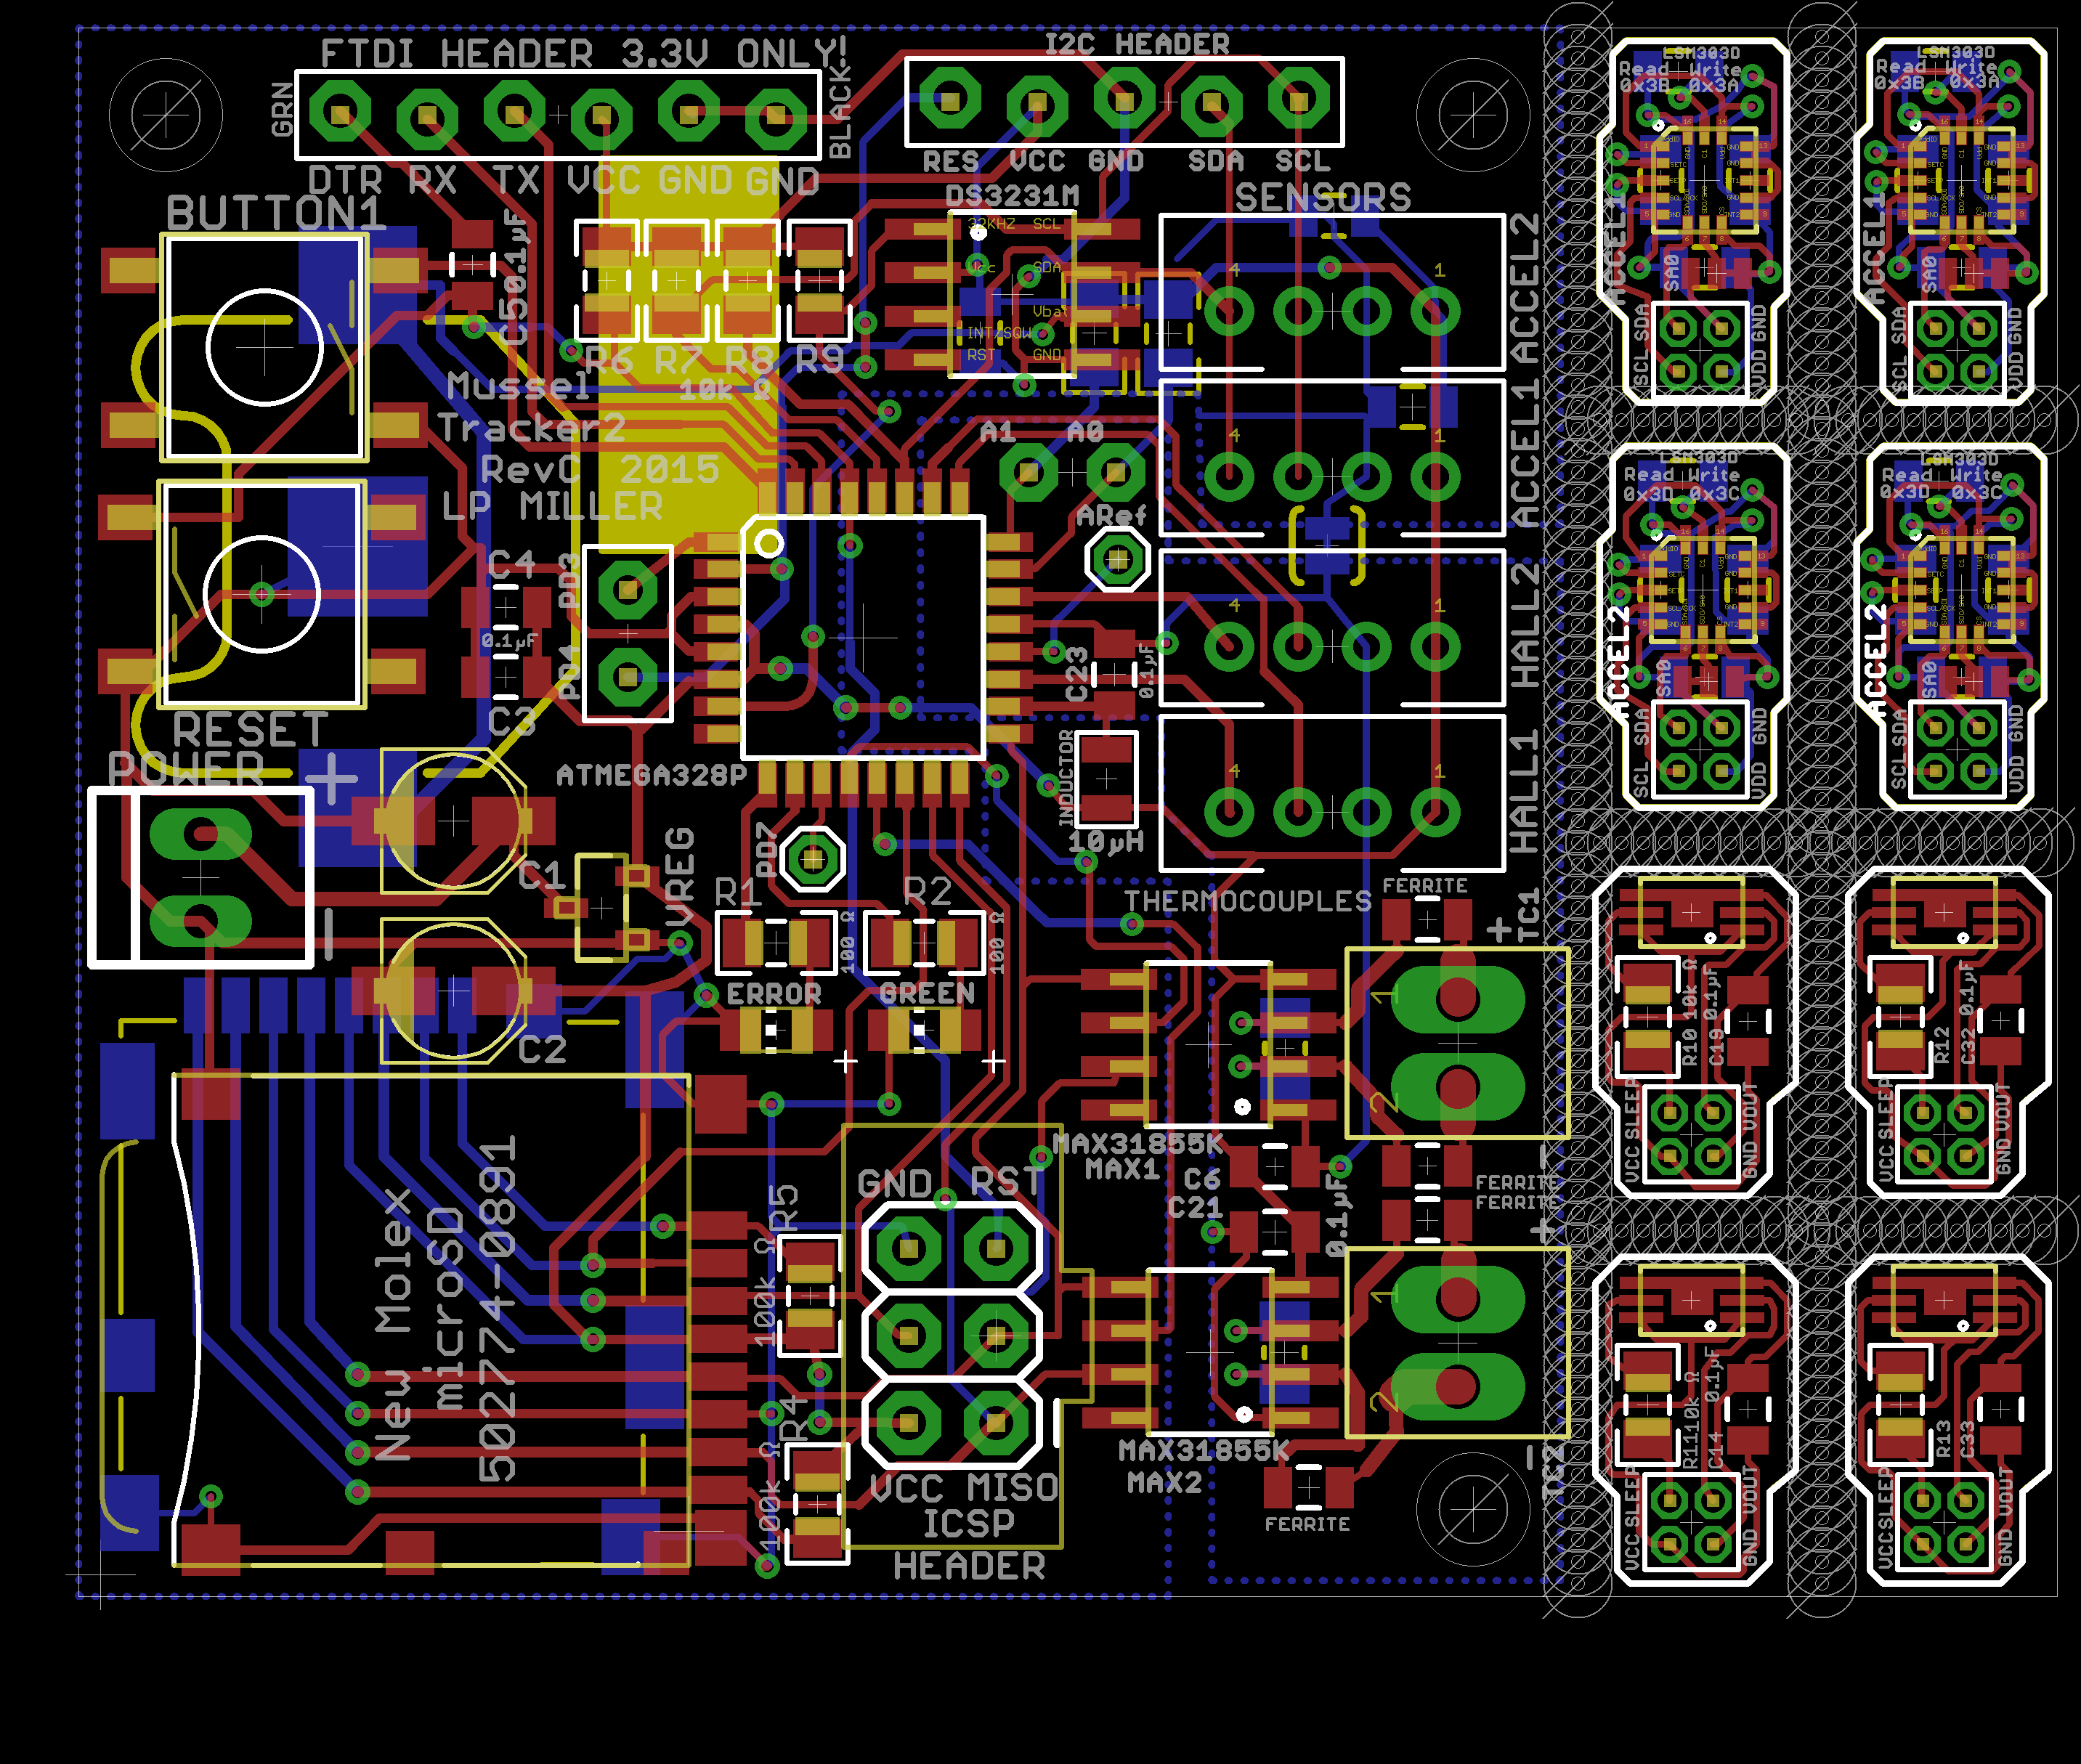 FTDI HEADER 3.3V ONLY!
GRN
BLACK
DTR RX TX VCC GND GND
I2C HEADER
RES VCC GND SDA SCL
BUTTON1
C5
0.1µF
R6 R7 R8 R9
10k Ω
DS3231M
32KHZ SCL
Vcc SDA
Vbat
INT/SQW
RST GND
SENSORS
4 1
ACCEL2
4 1
ACCEL1
4 1
HALL2
4 1
HALL1
Mussel
Tracker2
RevC 2015
LP MILLER
A1 A0
ARef
C4
0.1µF
C3
PD3
PD4
RESET
POWER
+
-
ATMEGA328P
C23
0.1µF
INDUCTOR
10µH
PD7
C1
VREG
C2
R1
100 Ω
R2
100 Ω
ERROR
GREEN
THERMOCOUPLES
FERRITE
+
TC1
1
2
-
MAX31855K
MAX1
C6
C21
0.1µF
FERRITE
FERRITE
+
1
2
-
TC2
MAX31855K
MAX2
FERRITE
New Molex
microSD
502774-0891
R5
100k Ω
R4
100k Ω
GND RST
VCC MISO
ICSP
HEADER
LSM303D
Read Write
0x3B 0x3A
ACCEL1
SA0
SCL SDA
VDD GND
LSM303D
Read Write
0x3B 0x3A
ACCEL1
SA0
SCL SDA
VDD GND
LSM303D
Read Write
0x3D 0x3C
ACCEL2
SA0
SCL SDA
VDD GND
LSM303D
Read Write
0x3D 0x3C
ACCEL2
SA0
SCL SDA
VDD GND
R10 10k Ω
C19 0.1µF
VCC SLEEP
GND VOUT
R12
C32 0.1µF
VCC SLEEP
GND VOUT
R11 10k Ω
C14 0.1µF
VCC SLEEP
GND VOUT
R13
C33
VCC SLEEP
GND VOUT